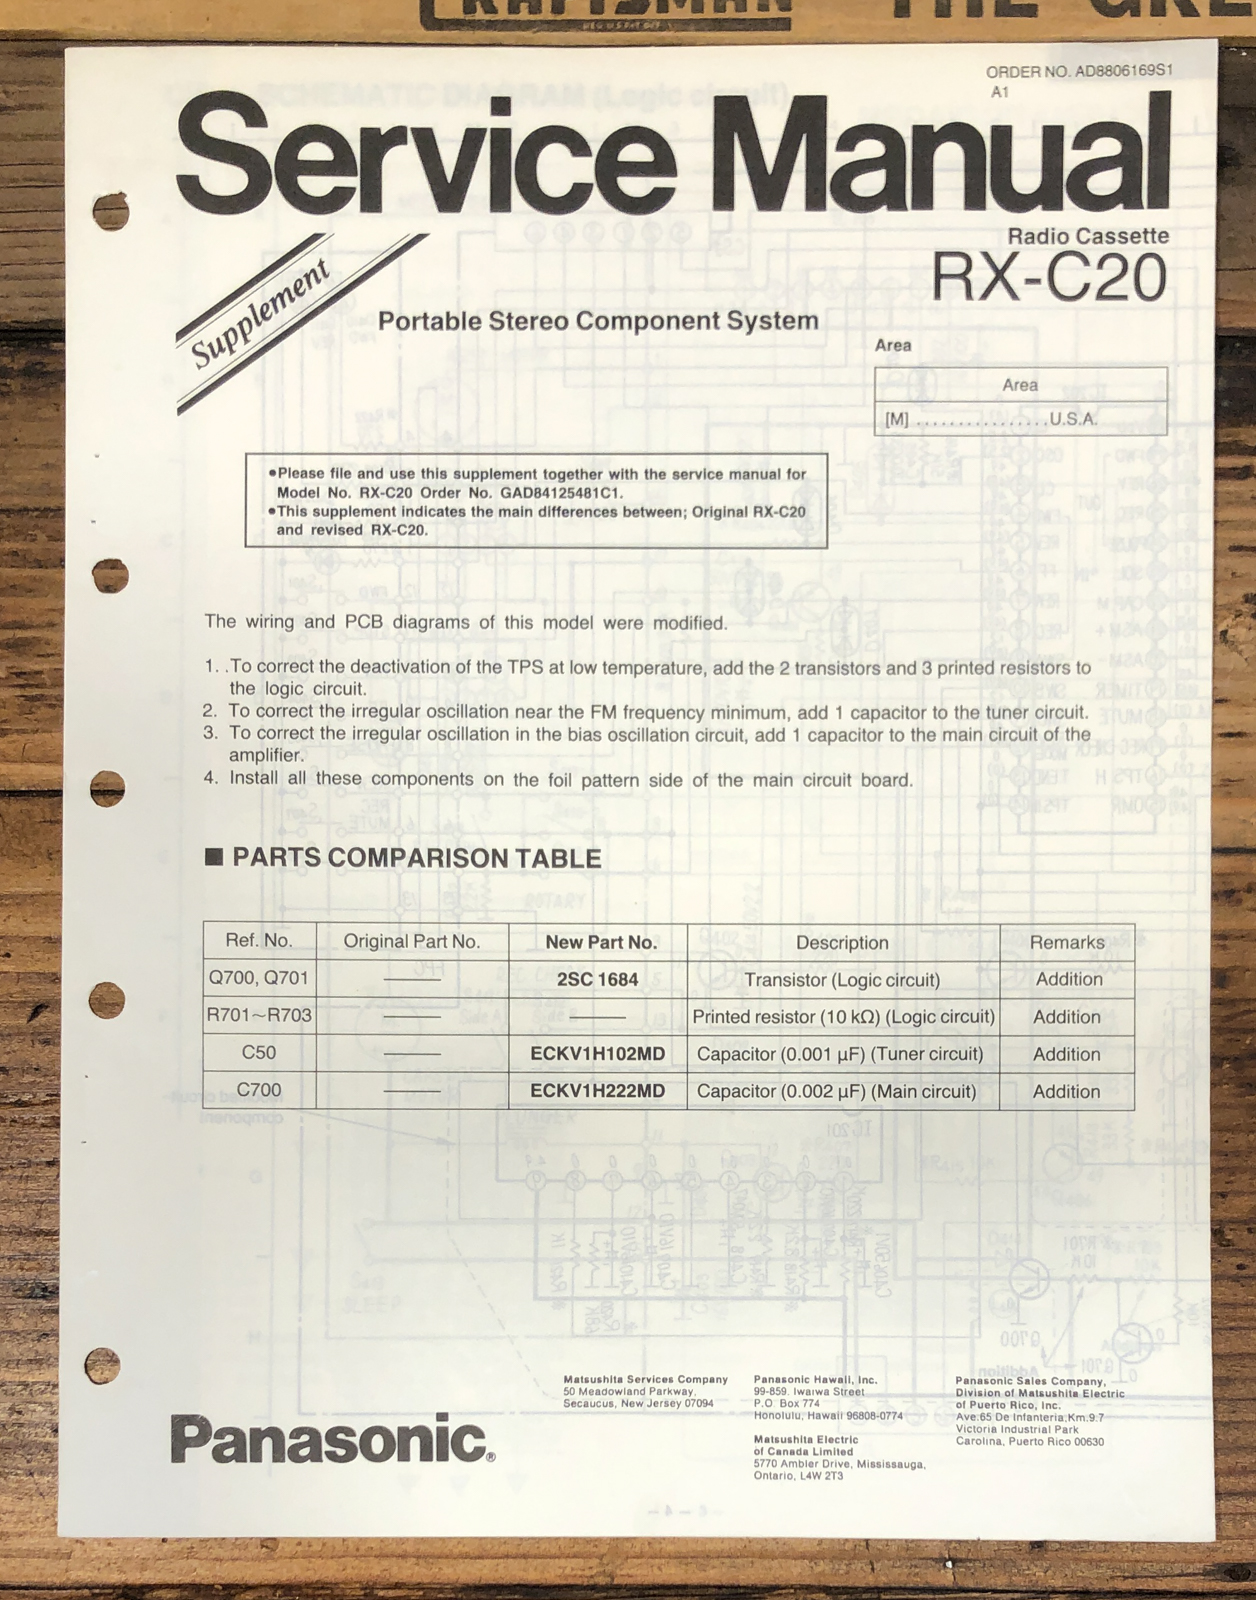 KRAFTSMAN THE GRE
ORDER NO. AD8806169S1
A1
Service Manual
Radio Cassette
RX-C20
Supplement
Portable Stereo Component System
Area
Area
[M] ................U.S.A.
●Please file and use this supplement together with the service manual for
Model No. RX-C20 Order No. GAD84125481C1.
●This supplement indicates the main differences between; Original RX-C20
and revised RX-C20.
The wiring and PCB diagrams of this model were modified.
1. .To correct the deactivation of the TPS at low temperature, add the 2 transistors and 3 printed resistors to
the logic circuit.
2. To correct the irregular oscillation near the FM frequency minimum, add 1 capacitor to the tuner circuit.
3. To correct the irregular oscillation in the bias oscillation circuit, add 1 capacitor to the main circuit of the
amplifier.
4. Install all these components on the foil pattern side of the main circuit board.
■ PARTS COMPARISON TABLE
Ref. No. Original Part No. New Part No. Description Remarks
Q700, Q701 —— 2SC 1684 Transistor (Logic circuit) Addition
R701~R703 —— —— Printed resistor (10 kΩ) (Logic circuit) Addition
C50 —— ECKV1H102MD Capacitor (0.001 µF) (Tuner circuit) Addition
C700 —— ECKV1H222MD Capacitor (0.002 µF) (Main circuit) Addition
Panasonic®
Matsushita Services Company
50 Meadowland Parkway,
Secaucus, New Jersey 07094
Panasonic Hawaii, Inc.
99-859. Iwaiwa Street
P.O. Box 774
Honolulu, Hawaii 96808-0774
Matsushita Electric
of Canada Limited
5770 Ambler Drive, Mississauga,
Ontario, L4W 2T3
Panasonic Sales Company,
Division of Matsushita Electric
of Puerto Rico, Inc.
Ave.65 De Infanteria,Km.9.7
Victoria Industrial Park
Carolina, Puerto Rico 00630